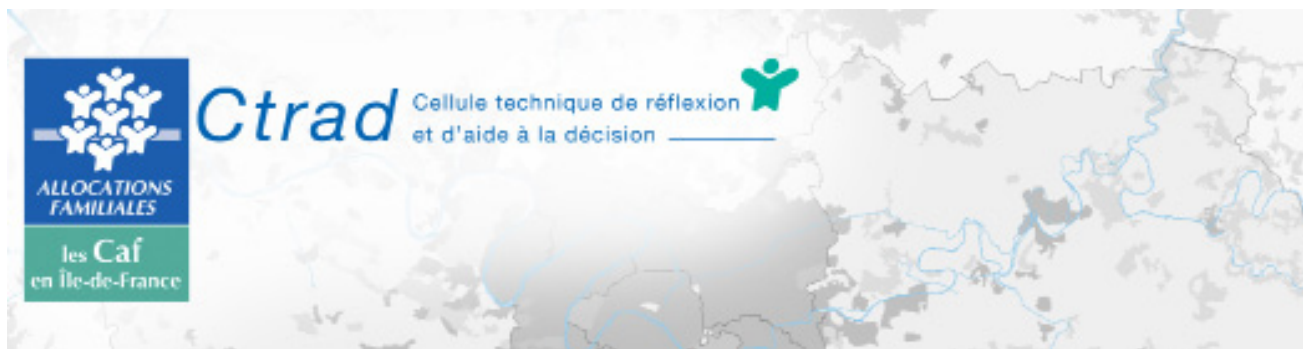 Ctrad
Cellule technique de réflexion
et d'aide à la décision
ALLOCATIONS
FAMILIALES
les Caf
en Île-de-France